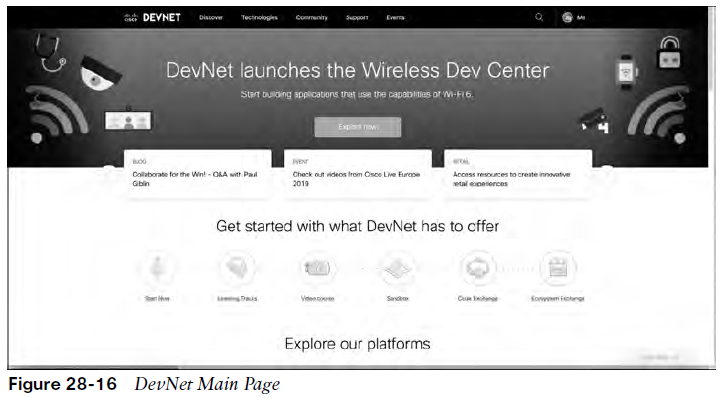 CISCO DEVNET Discover Technologies Community Support Events Me
DevNet launches the Wireless Dev Center
Start building applications that use the capabilities of Wi-Fi 6.
Explore now
BLOG EVENT RETAIL
Collaborate for the Win! - Q&A with Paul Check out videos from Cisco Live Europe Access resources to create innovative
Giblin 2019 retail experiences
Get started with what DevNet has to offer
Start Now Learning Tracks Video course Sandbox Code Exchange Ecosystem Exchange
Explore our platforms
Figure 28-16 DevNet Main Page